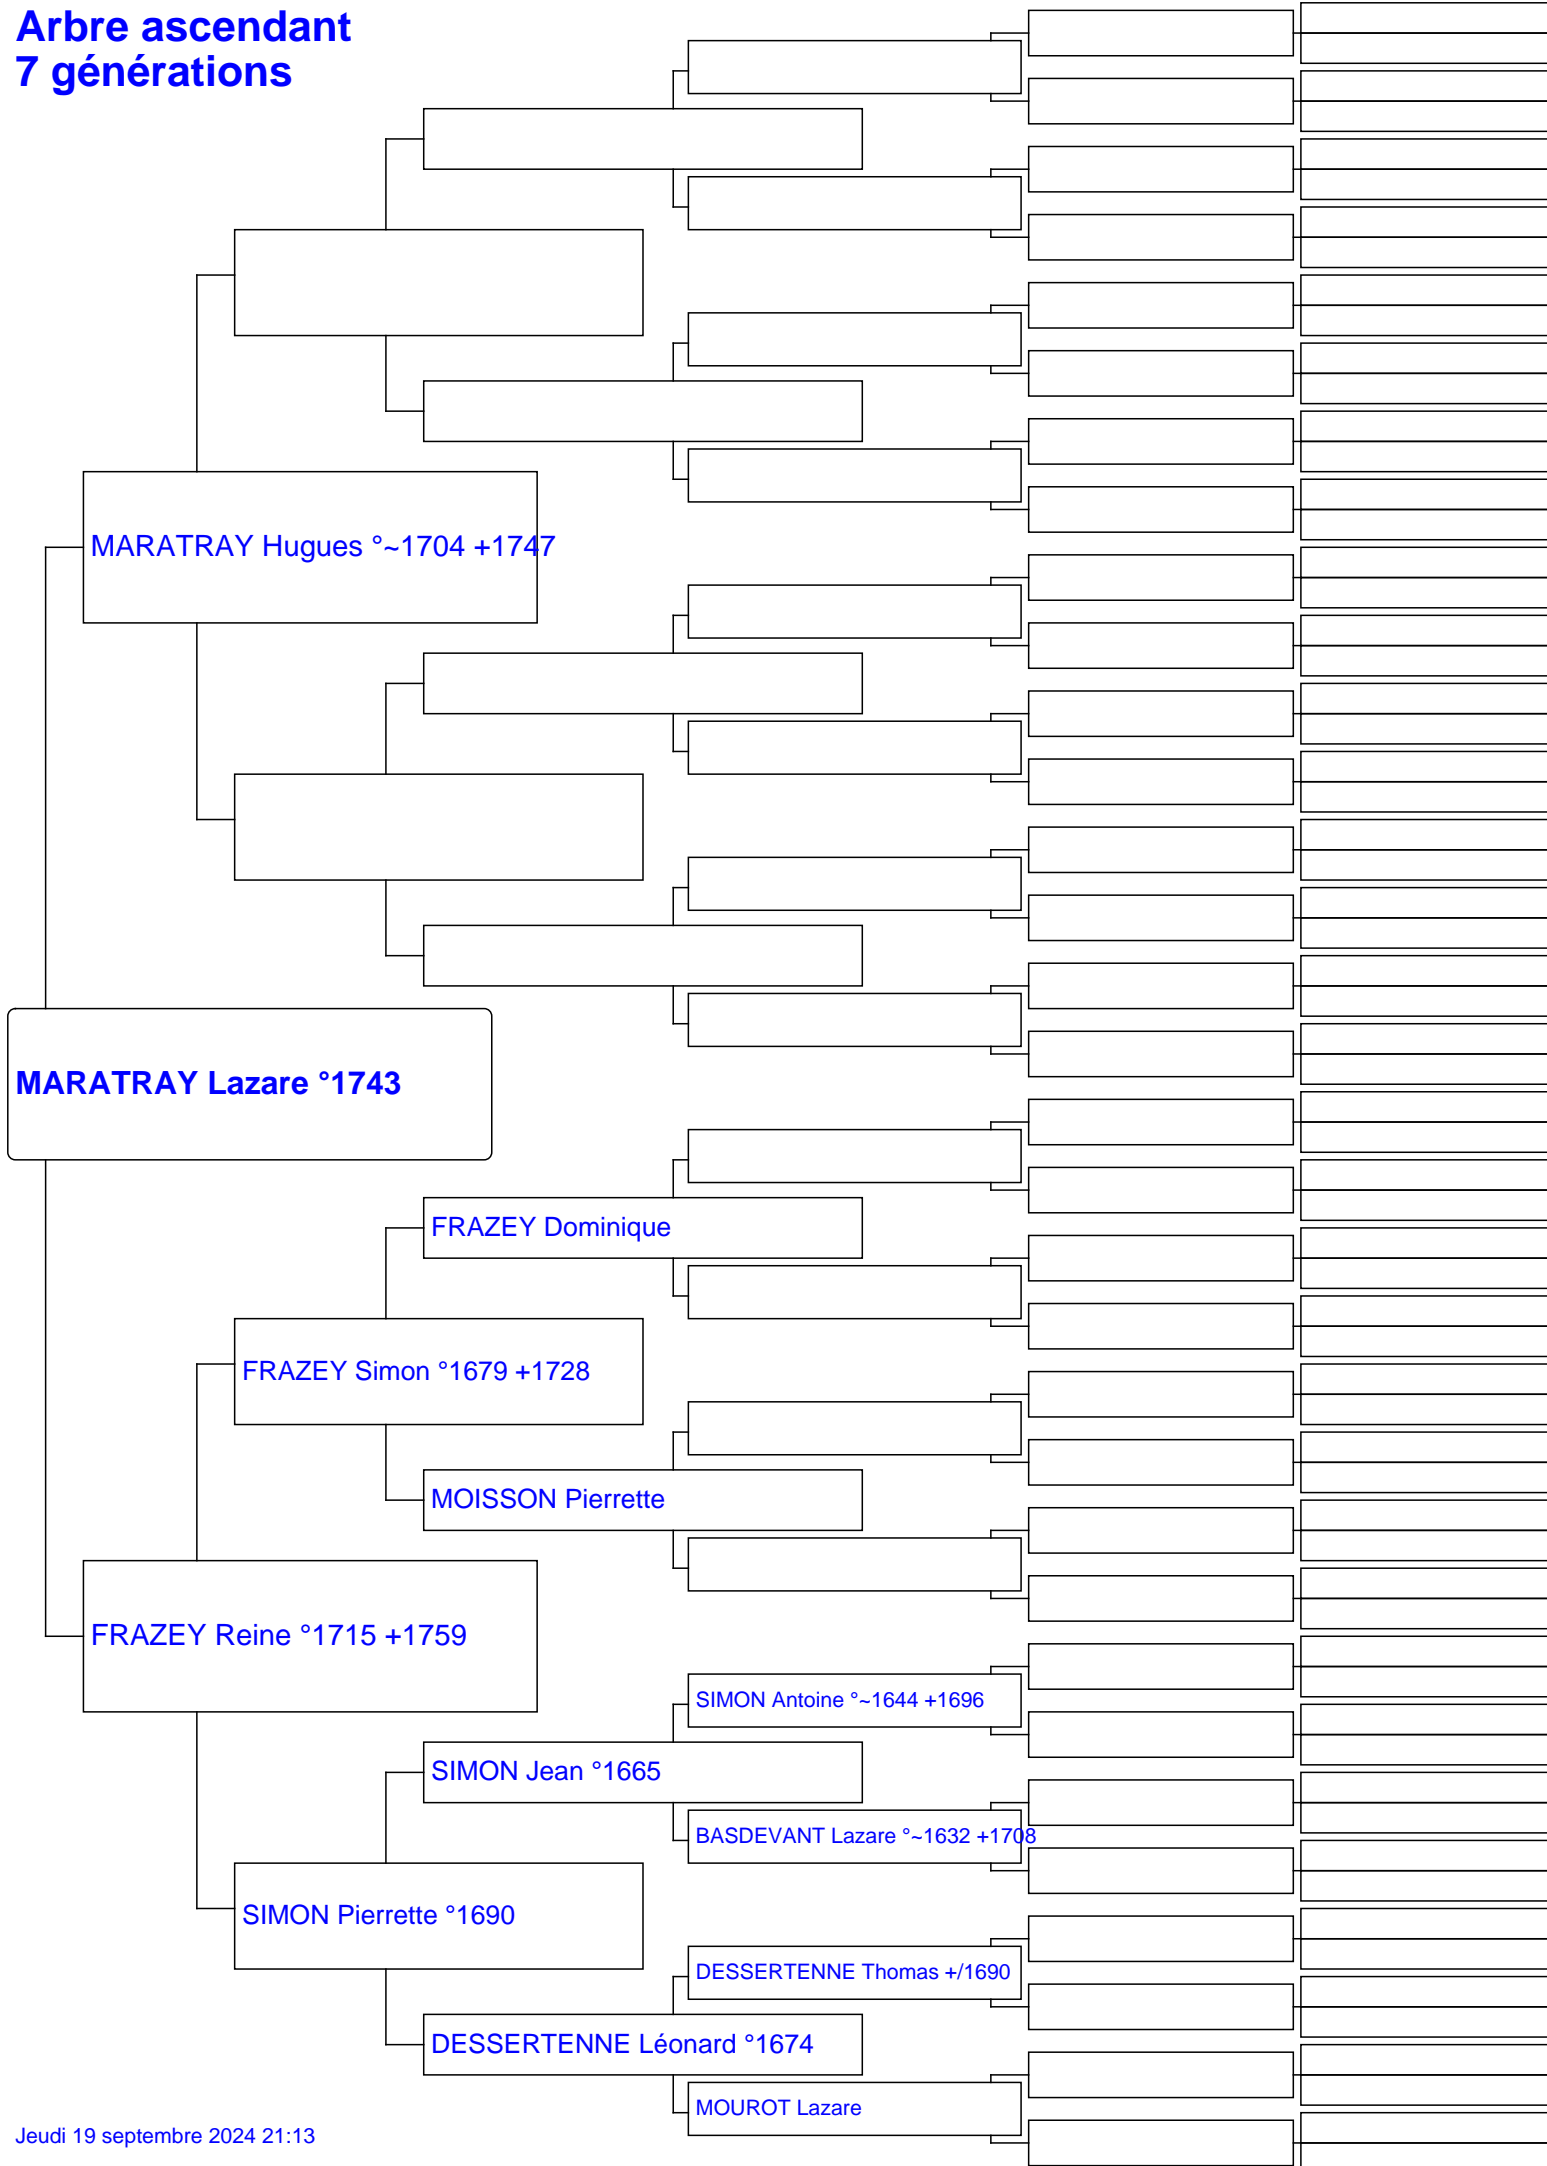 Arbre ascendant
7 générations
MARATRAY Hugues °~1704 +1747
MARATRAY Lazare °1743
FRAZEY Dominique
FRAZEY Simon °1679 +1728
MOISSON Pierrette
FRAZEY Reine °1715 +1759
SIMON Antoine °~1644 +1696
SIMON Jean °1665
BASDEVANT Lazare °~1632 +1708
SIMON Pierrette °1690
DESSERTENNE Thomas +/1690
DESSERTENNE Léonard °1674
MOUROT Lazare
Jeudi 19 septembre 2024 21:13